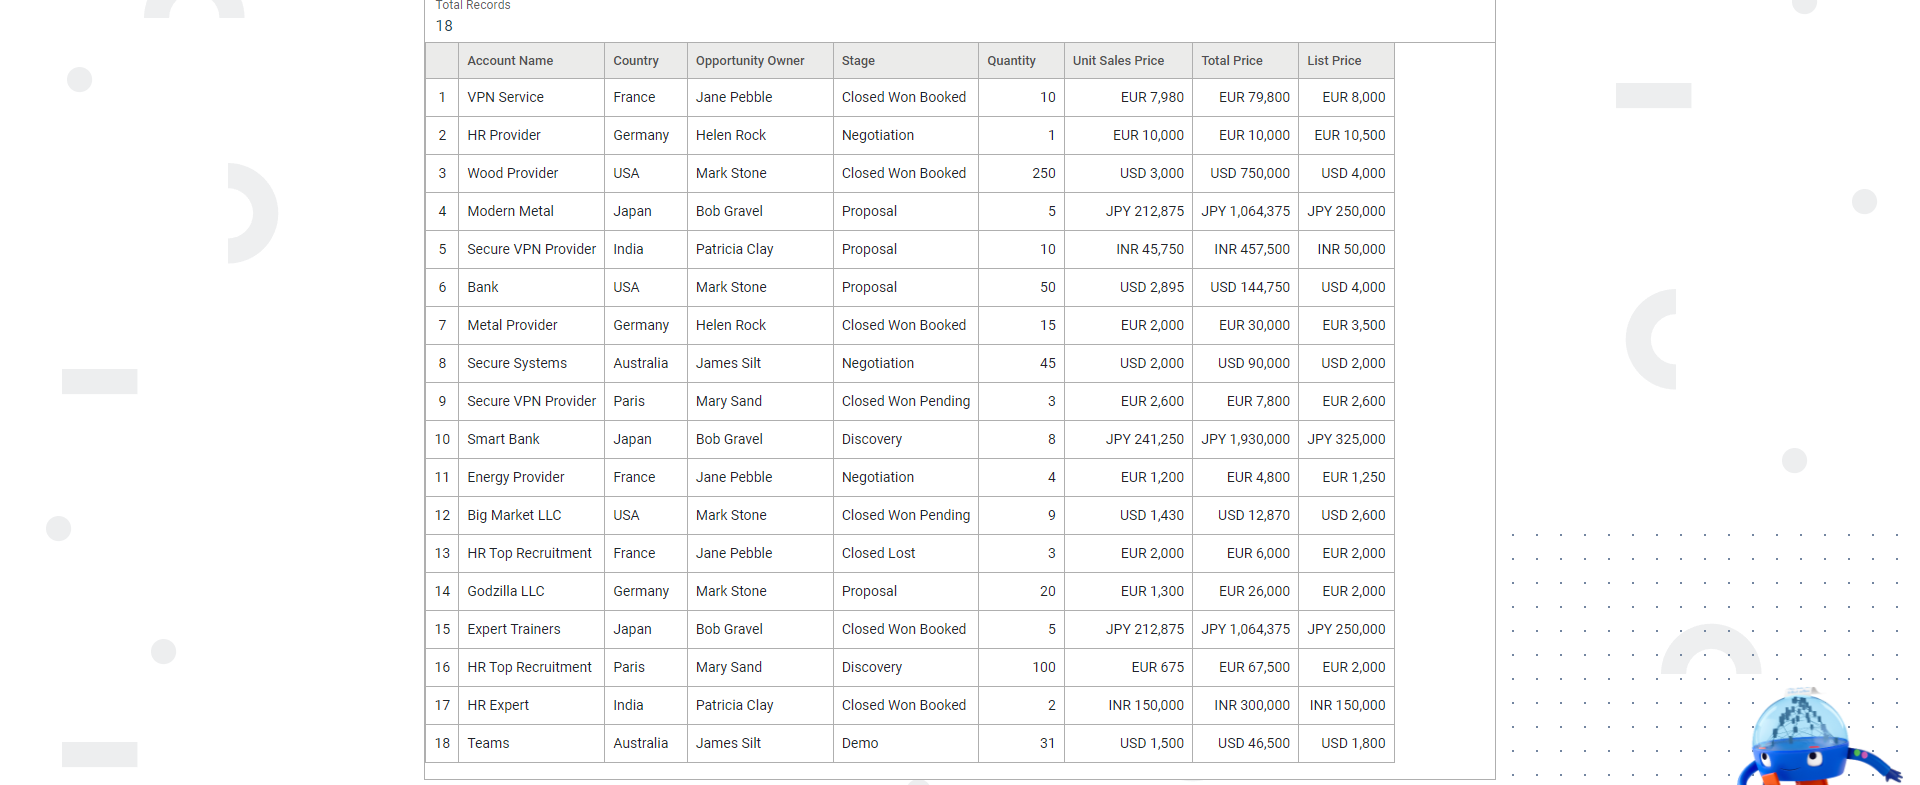 Total Records
18
Account Name Country Opportunity Owner Stage Quantity Unit Sales Price Total Price List Price
1 VPN Service France Jane Pebble Closed Won Booked 10 EUR 7,980 EUR 79,800 EUR 8,000
2 HR Provider Germany Helen Rock Negotiation 1 EUR 10,000 EUR 10,000 EUR 10,500
3 Wood Provider USA Mark Stone Closed Won Booked 250 USD 3,000 USD 750,000 USD 4,000
4 Modern Metal Japan Bob Gravel Proposal 5 JPY 212,875 JPY 1,064,375 JPY 250,000
5 Secure VPN Provider India Patricia Clay Proposal 10 INR 45,750 INR 457,500 INR 50,000
6 Bank USA Mark Stone Proposal 50 USD 2,895 USD 144,750 USD 4,000
7 Metal Provider Germany Helen Rock Closed Won Booked 15 EUR 2,000 EUR 30,000 EUR 3,500
8 Secure Systems Australia James Silt Negotiation 45 USD 2,000 USD 90,000 USD 2,000
9 Secure VPN Provider Paris Mary Sand Closed Won Pending 3 EUR 2,600 EUR 7,800 EUR 2,600
10 Smart Bank Japan Bob Gravel Discovery 8 JPY 241,250 JPY 1,930,000 JPY 325,000
11 Energy Provider France Jane Pebble Negotiation 4 EUR 1,200 EUR 4,800 EUR 1,250
12 Big Market LLC USA Mark Stone Closed Won Pending 9 USD 1,430 USD 12,870 USD 2,600
13 HR Top Recruitment France Jane Pebble Closed Lost 3 EUR 2,000 EUR 6,000 EUR 2,000
14 Godzilla LLC Germany Mark Stone Proposal 20 EUR 1,300 EUR 26,000 EUR 2,000
15 Expert Trainers Japan Bob Gravel Closed Won Booked 5 JPY 212,875 JPY 1,064,375 JPY 250,000
16 HR Top Recruitment Paris Mary Sand Discovery 100 EUR 675 EUR 67,500 EUR 2,000
17 HR Expert India Patricia Clay Closed Won Booked 2 INR 150,000 INR 300,000 INR 150,000
18 Teams Australia James Silt Demo 31 USD 1,500 USD 46,500 USD 1,800